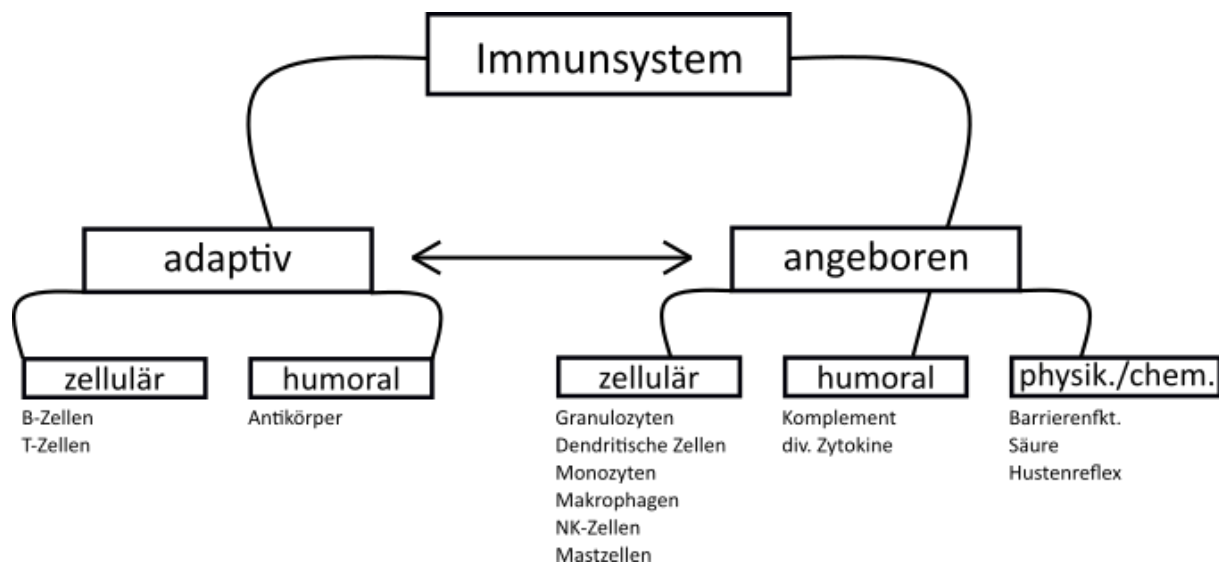 Immunsystem
adaptiv
angeboren
zellulär
B-Zellen
T-Zellen
humoral
Antikörper
zellulär
Granulozyten
Dendritische Zellen
Monozyten
Makrophagen
NK-Zellen
Mastzellen
humoral
Komplement
div. Zytokine
physik./chem.
Barrierenfkt.
Säure
Hustenreflex